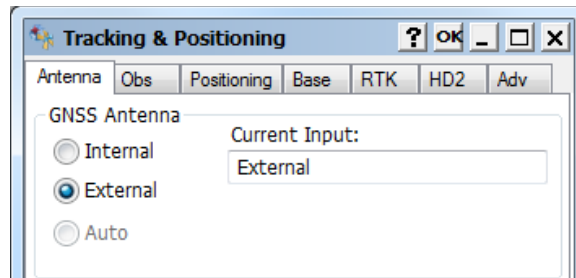 Tracking & Positioning ? OK
Antenna Obs Positioning Base RTK HD2 Adv
GNSS Antenna
Current Input:
Internal
External
External
Auto